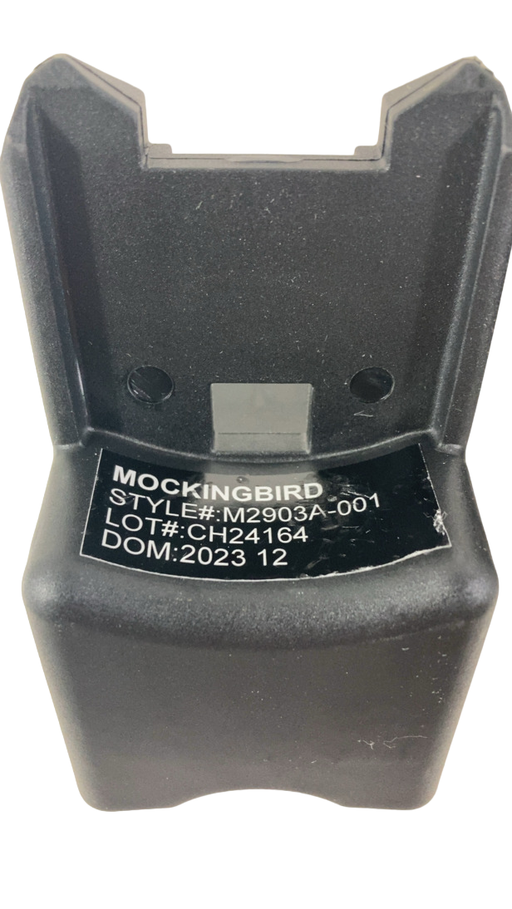 MOCKINGBIRD
STYLE#:M2903A-001
LOT#:CH24164
DOM:2023 12